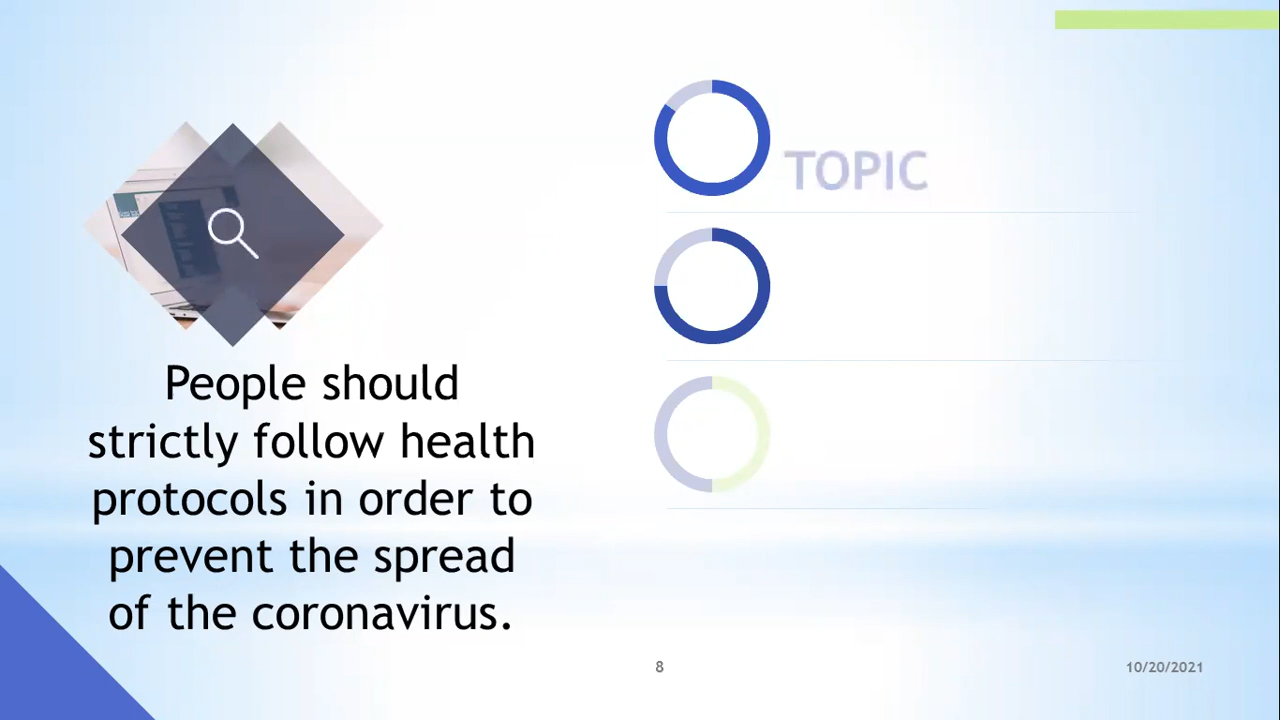 TOPIC
People should
strictly follow health
protocols in order to
prevent the spread
of the coronavirus.
8
10/20/2021